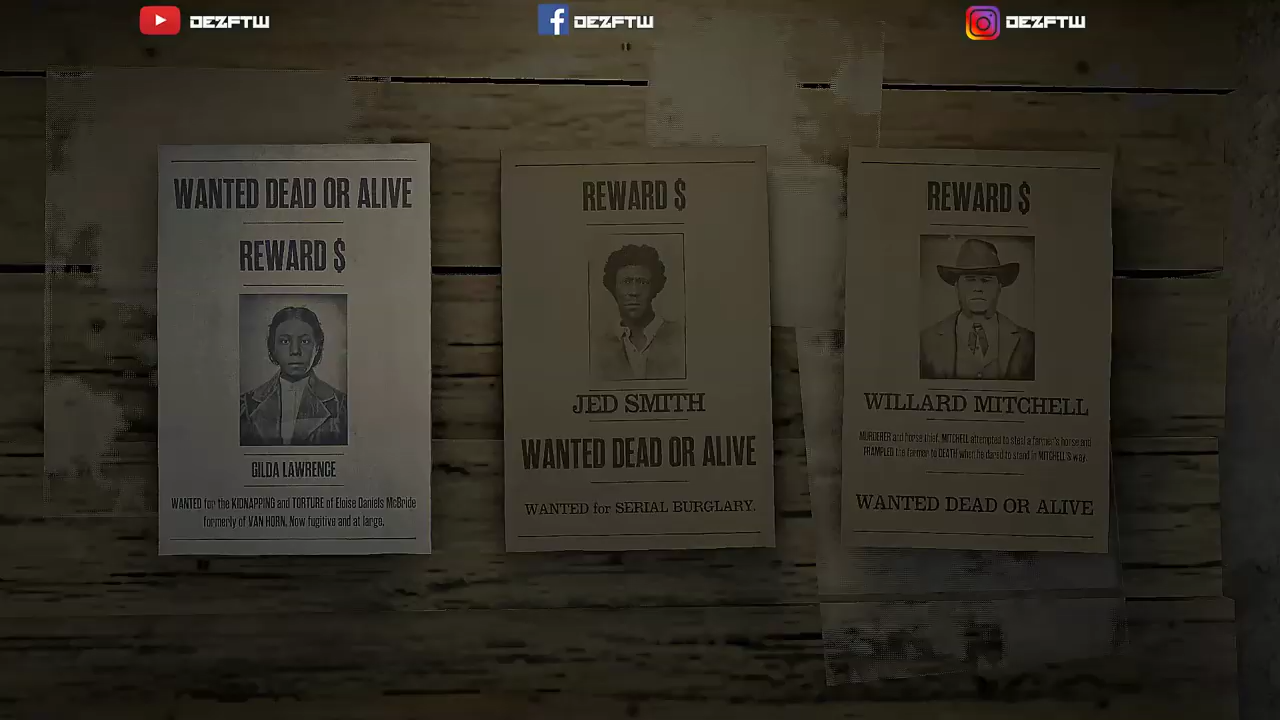 DEZFTW
DEZFTW
DEZFTW
WANTED DEAD OR ALIVE
REWARD $
GILDA LAWRENCE
WANTED for the KIDNAPPING and TORTURE of Eloise Daniels McBride
formerly of VAN HORN. Now fugitive and at large.
REWARD $
JED SMITH
WANTED DEAD OR ALIVE
WANTED for SERIAL BURGLARY.
REWARD $
WILLARD MITCHELL
MURDERER and horse thief, MITCHELL attempted to steal a farmer's horse and
TRAMPLED the farmer to DEATH when he dared to stand in MITCHELL'S way.
WANTED DEAD OR ALIVE